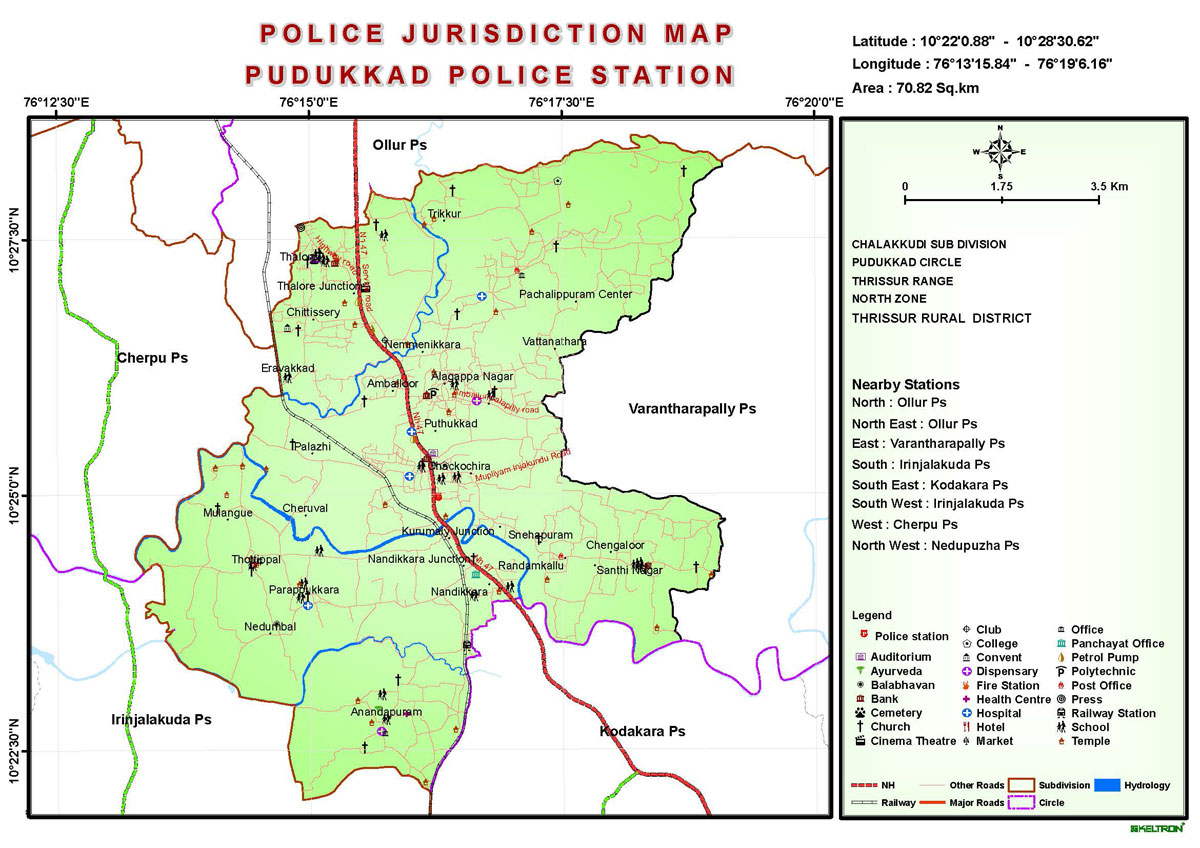 POLICE JURISDICTION MAP
PUDUKKAD POLICE STATION
Latitude : 10°22'0.88" - 10°28'30.62"
Longitude : 76°13'15.84" - 76°19'6.16"
Area : 70.82 Sq.km
76°12'30"E
76°15'0"E
76°17'30"E
76°20'0"E
10°27'30"N
10°25'0"N
10°22'30"N
Ollur Ps
Trikkur
Highway road
Thalore Junction
NH 47
Service road
Pachalippuram Center
Chittissery
Nemmenikkara
Vattanathara
Cherpu Ps
Eravakkad
Amballoor
Alagappa Nagar
Varantharapally Ps
NH 47
Puthukkad
Palazhi
Chackochira
Mupliyam Injakundu Road
Mulangue
Cheruval
Kurumaly Junction
Snehapuram
Chengaloor
Thottippal
Nandikkara Junction
NH 47
Randamkallu
Santhi Nagar
Parappukkara
Nandikkara
Nedumbal
Anandapuram
Irinjalakuda Ps
Kodakara Ps
N
W
E
S
0
1.75
3.5 Km
CHALAKKUDI SUB DIVISION
PUDUKKAD CIRCLE
THRISSUR RANGE
NORTH ZONE
THRISSUR RURAL DISTRICT
Nearby Stations
North : Ollur Ps
North East : Ollur Ps
East : Varantharapally Ps
South : Irinjalakuda Ps
South East : Kodakara Ps
South West : Irinjalakuda Ps
West : Cherpu Ps
North West : Nedupuzha Ps
Legend
Police station
Auditorium
Ayurveda
Balabhavan
Bank
Cemetery
Church
Cinema Theatre
Club
College
Convent
Dispensary
Fire Station
Health Centre
Hospital
Hotel
Market
Office
Panchayat Office
Petrol Pump
Polytechnic
Post Office
Press
Railway Station
School
Temple
NH
Other Roads
Subdivision
Hydrology
Railway
Major Roads
Circle
KELTRON